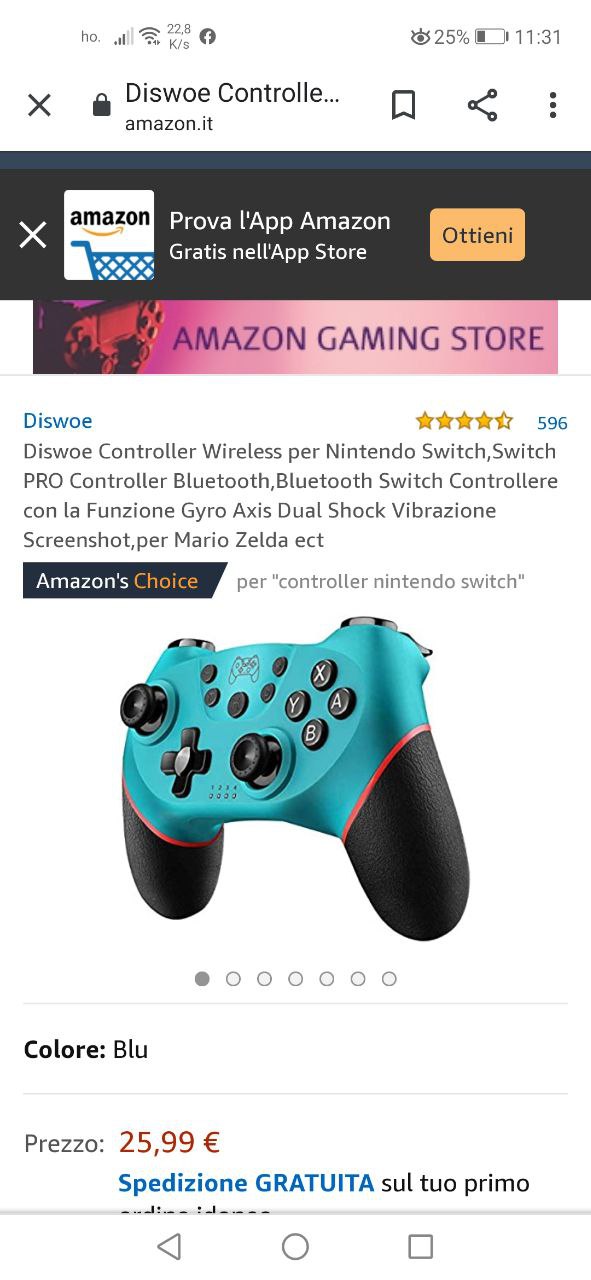 ho. 22,8 K/s 25% 11:31
Diswoe Controlle...
amazon.it
amazon
Prova l'App Amazon
Gratis nell'App Store
Ottieni
AMAZON GAMING STORE
Diswoe 596
Diswoe Controller Wireless per Nintendo Switch,Switch
PRO Controller Bluetooth,Bluetooth Switch Controllere
con la Funzione Gyro Axis Dual Shock Vibrazione
Screenshot,per Mario Zelda ect
Amazon's Choice per "controller nintendo switch"
X
Y A
B
1 2 3 4
Colore: Blu
Prezzo: 25,99 €
Spedizione GRATUITA sul tuo primo